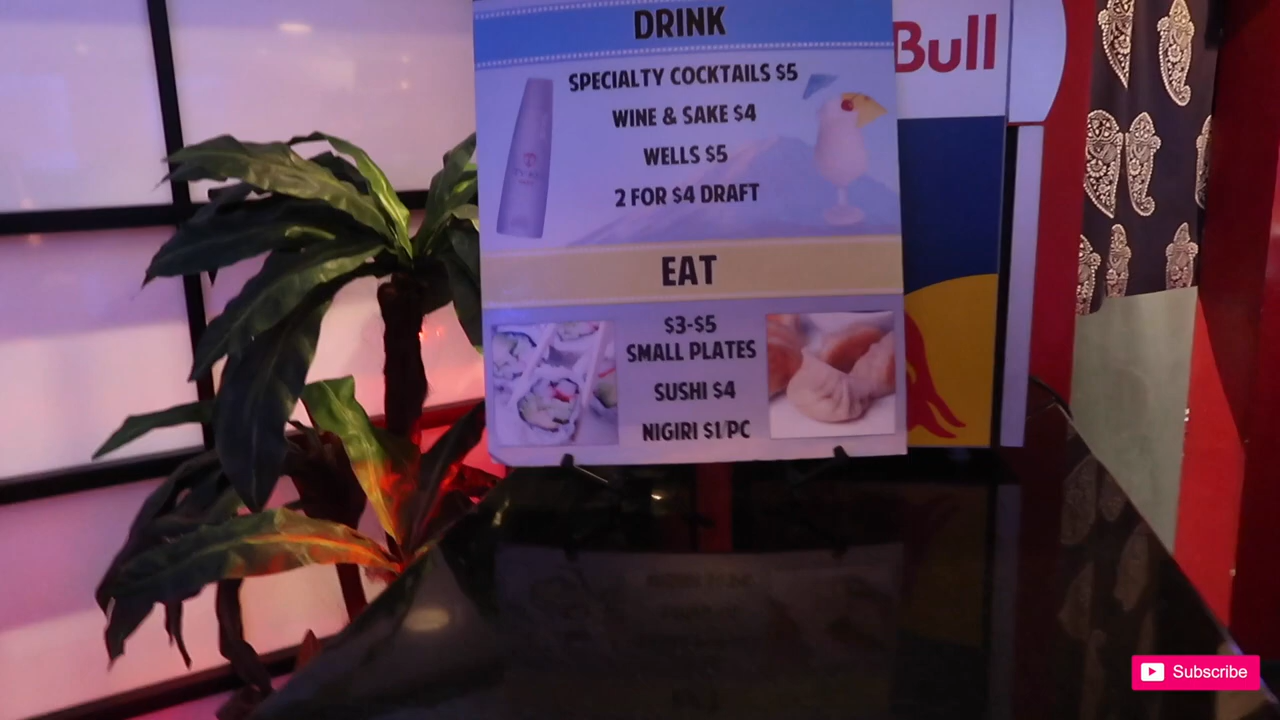 DRINK
Bull
SPECIALTY COCKTAILS $5
WINE & SAKE $4
WELLS $5
2 FOR $4 DRAFT
EAT
$3-$5
SMALL PLATES
SUSHI $4
NIGIRI $1/PC
Subscribe